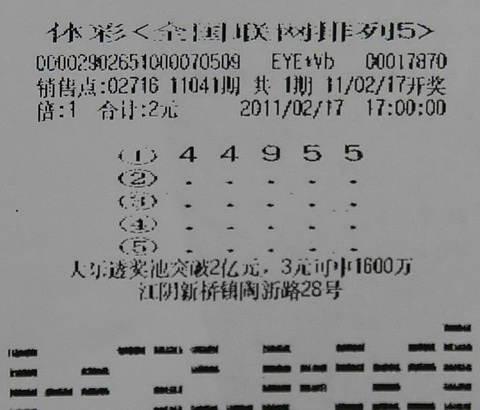 体彩<全国联网排列5>
00002902651000070509 EYE*Vb 00017870
销售点:02716 11041期 共 1期 11/02/17开奖
倍:1 合计:2元 2011/02/17 17:00:00
① 4 4 9 5 5
② . . . . .
③ . . . . .
④ . . . . .
⑤ . . . . .
大乐透奖池突破2亿元，3元可中1600万
江阴新桥镇陶新路28号